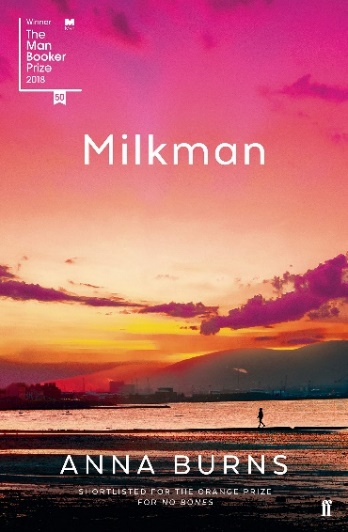 Winner
The
Man
Booker
Prize
2018
M
50
Milkman
ANNA BURNS
SHORTLISTED FOR THE ORANGE PRIZE
FOR NO BONES
ff